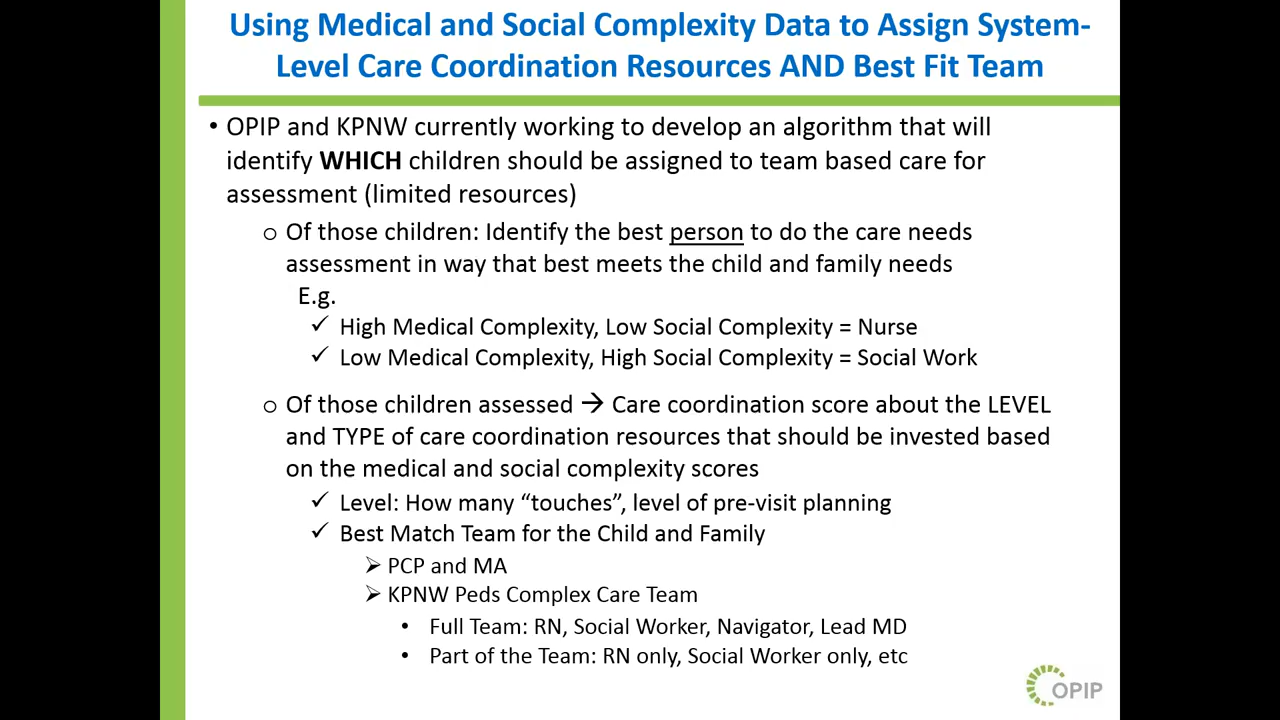 Using Medical and Social Complexity Data to Assign System-
Level Care Coordination Resources AND Best Fit Team
• OPIP and KPNW currently working to develop an algorithm that will
identify WHICH children should be assigned to team based care for
assessment (limited resources)
o Of those children: Identify the best person to do the care needs
assessment in way that best meets the child and family needs
E.g.
✓ High Medical Complexity, Low Social Complexity = Nurse
✓ Low Medical Complexity, High Social Complexity = Social Work
o Of those children assessed → Care coordination score about the LEVEL
and TYPE of care coordination resources that should be invested based
on the medical and social complexity scores
✓ Level: How many “touches”, level of pre-visit planning
✓ Best Match Team for the Child and Family
➢ PCP and MA
➢ KPNW Peds Complex Care Team
• Full Team: RN, Social Worker, Navigator, Lead MD
• Part of the Team: RN only, Social Worker only, etc
OPIP